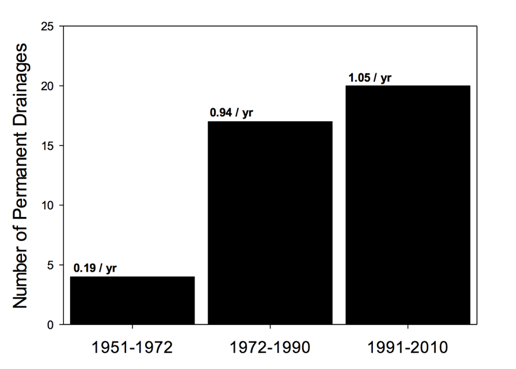 Number of Permanent Drainages
25
20
15
10
5
0
0.19 / yr
0.94 / yr
1.05 / yr
1951-1972
1972-1990
1991-2010